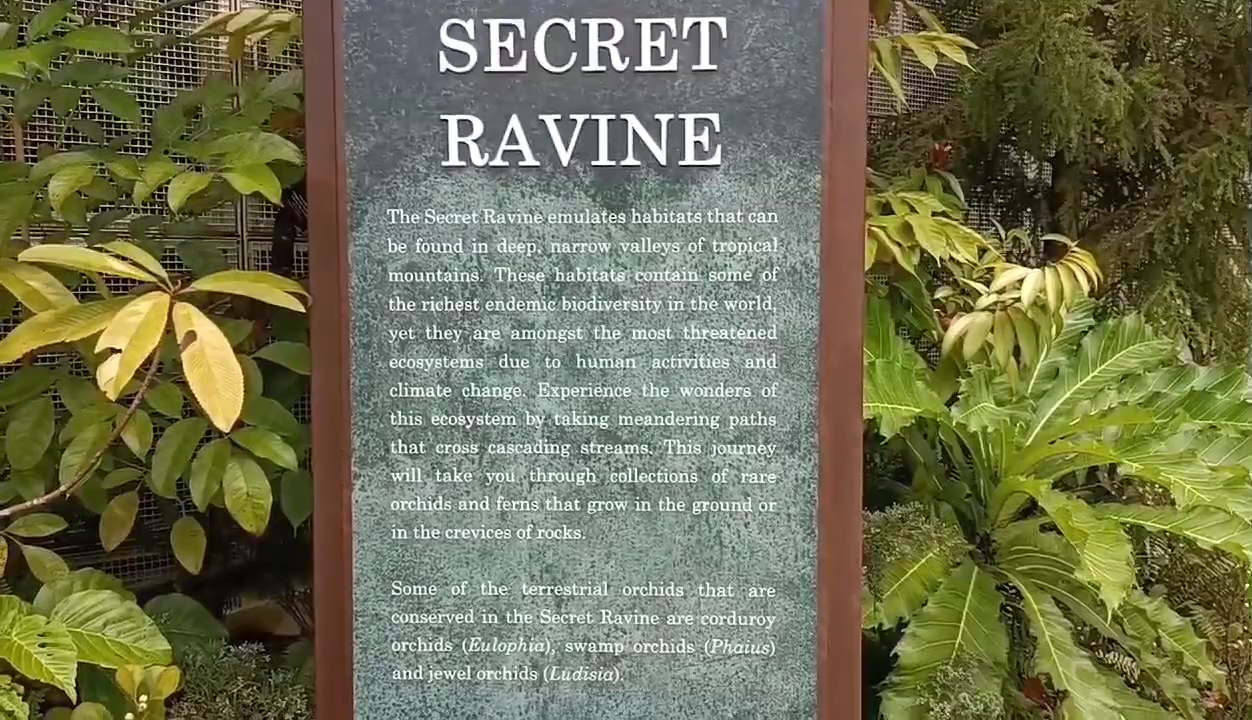 SECRET
RAVINE
The Secret Ravine emulates habitats that can
be found in deep, narrow valleys of tropical
mountains. These habitats contain some of
the richest endemic biodiversity in the world,
yet they are amongst the most threatened
ecosystems due to human activities and
climate change. Experience the wonders of
this ecosystem by taking meandering paths
that cross cascading streams. This journey
will take you through collections of rare
orchids and ferns that grow in the ground or
in the crevices of rocks.
Some of the terrestrial orchids that are
conserved in the Secret Ravine are corduroy
orchids (Eulophia), swamp orchids (Phaius)
and jewel orchids (Ludisia).